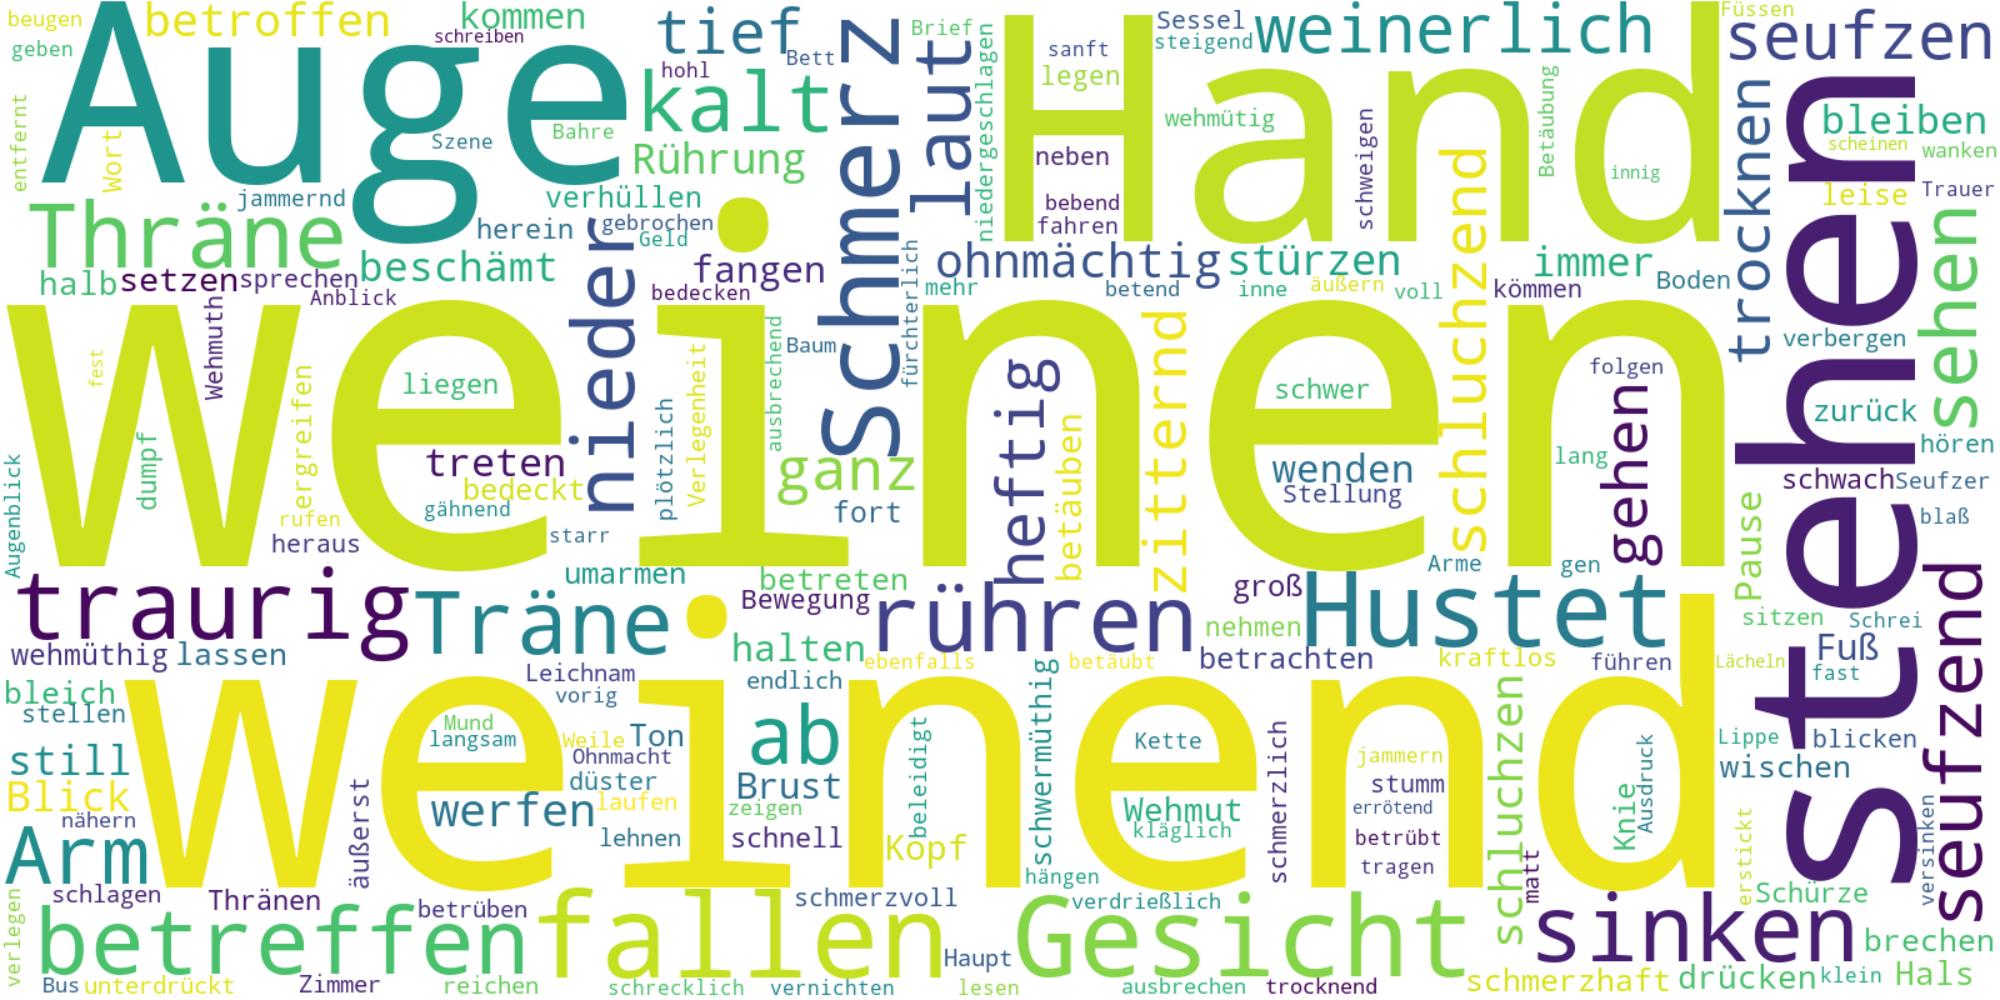 beugen
betroffen
kommen
schreiben
tief
Bett
Brief
Sessel
steigend
weinerlich
Füssen
seufzen
geben
Auge
hohl
kalt
Schmerz
laut
niedergeschlagen
sanft
legen
Hand
entfernt
Wort
Szene
Bahre
Rührung
wehmütig
schweigen
Betäubung
innig
trocknen
stehen
bleiben
scheinen
wanken
jammernd
verhüllen
neben
bebend
fahren
schluchzend
leise
Trauer
Thräne
herein
gebrochen
Geld
nieder
fürchterlich
sehen
halb
setzen
sprechen
beschämt
Anblick
fangen
bedecken
ohnmächtig
stürzen
immer
Boden
mehr
betend
inne
äußern
voll
kömmen
weinen
Wehmuth
fest
ergreifen
liegen
plötzlich
Verlegenheit
ausbrechend
Baum
heftig
betäuben
zitternd
schwer
folgen
gehen
verbergen
zurück
hören
Augenblick
dumpf
treten
bedeckt
gähnend
ganz
fort
wenden
Stellung
lang
schwach
Seufzer
rufen
heraus
starr
Pause
blaß
traurig
umarmen
betreten
Bewegung
Arme
gen
groß
Hustet
Träne
rühren
nehmen
sitzen
Schrei
seufzend
wehmüthig
lassen
halten
ebenfalls
betäubt
betrachten
kraftlos
führen
Lächeln
Fuß
fast
bleich
stellen
Leichnam
vorig
endlich
schwermüthig
weinend
Mund
langsam
Weile
Ton
Ohnmacht
ab
beleidigt
Kette
schmerzlich
jammern
stumm
errötend
schluchzen
Lippe
blicken
wischen
still
Blick
nähern
düster
Brust
werfen
laufen
zeigen
lehnen
schnell
Kopf
Wehmut
kläglich
betrübt
tragen
Knie
Ausdruck
Arm
äußerst
schlagen
Thränen
betrüben
schmerzvoll
hängen
verdrießlich
matt
erstickt
Schürze
versinken
verlegen
betreffen
fallen
Haupt
Gesicht
sinken
brechen
Bus
unterdrückt
Zimmer
reichen
schrecklich
vernichten
lesen
ausbrechen
trocknend
schmerzhaft
drücken
klein
Hals